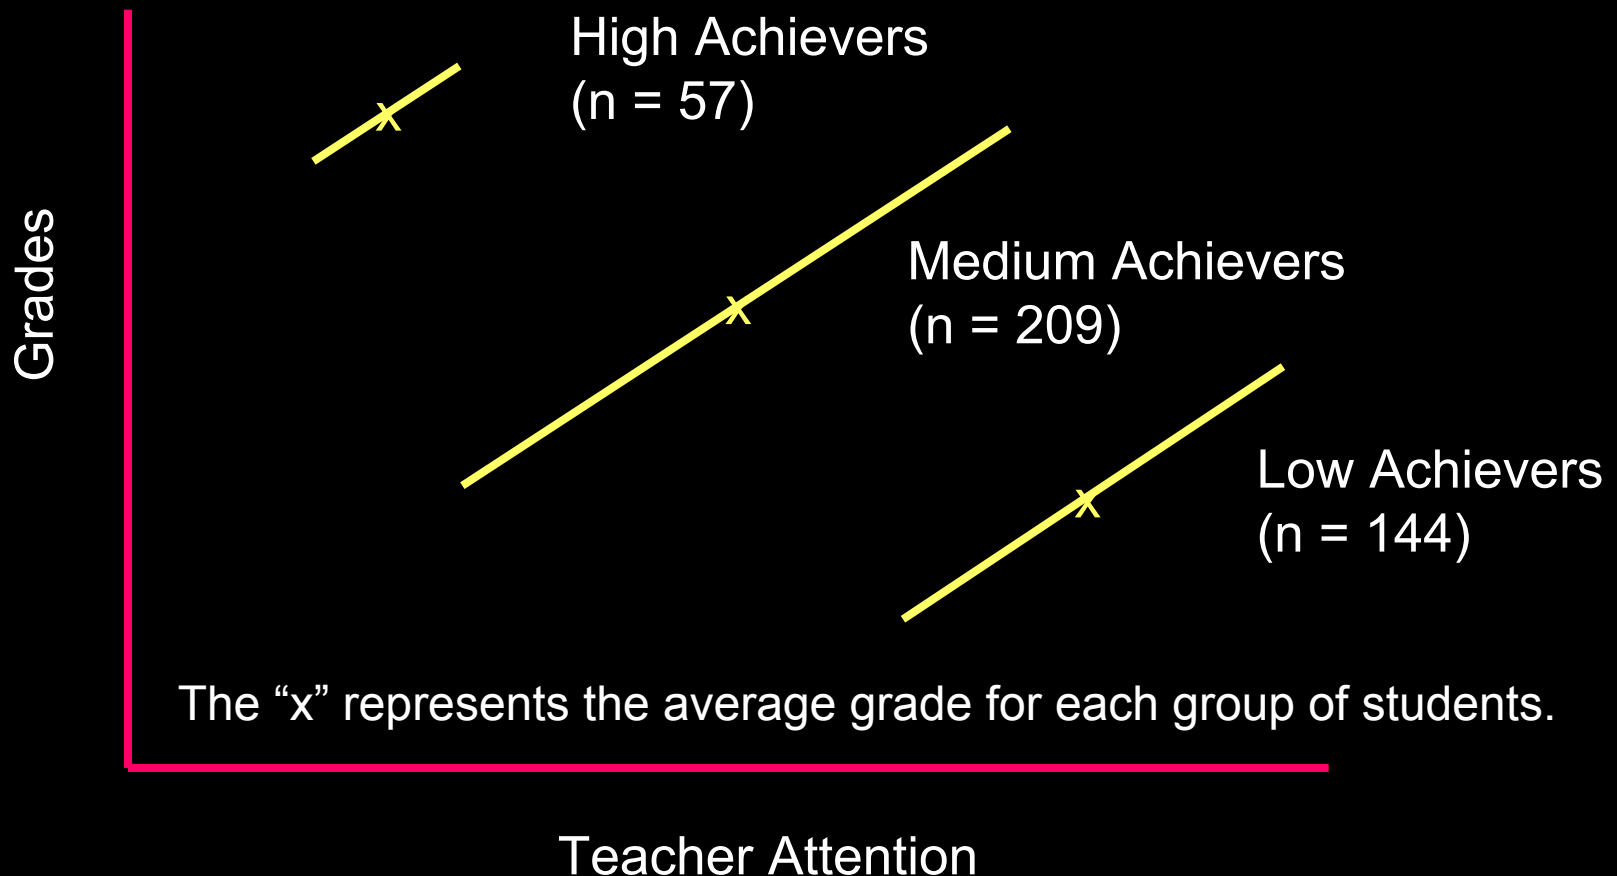 High Achievers
(n = 57)
x
Grades
Medium Achievers
(n = 209)
x
Low Achievers
(n = 144)
x
The “x” represents the average grade for each group of students.
Teacher Attention